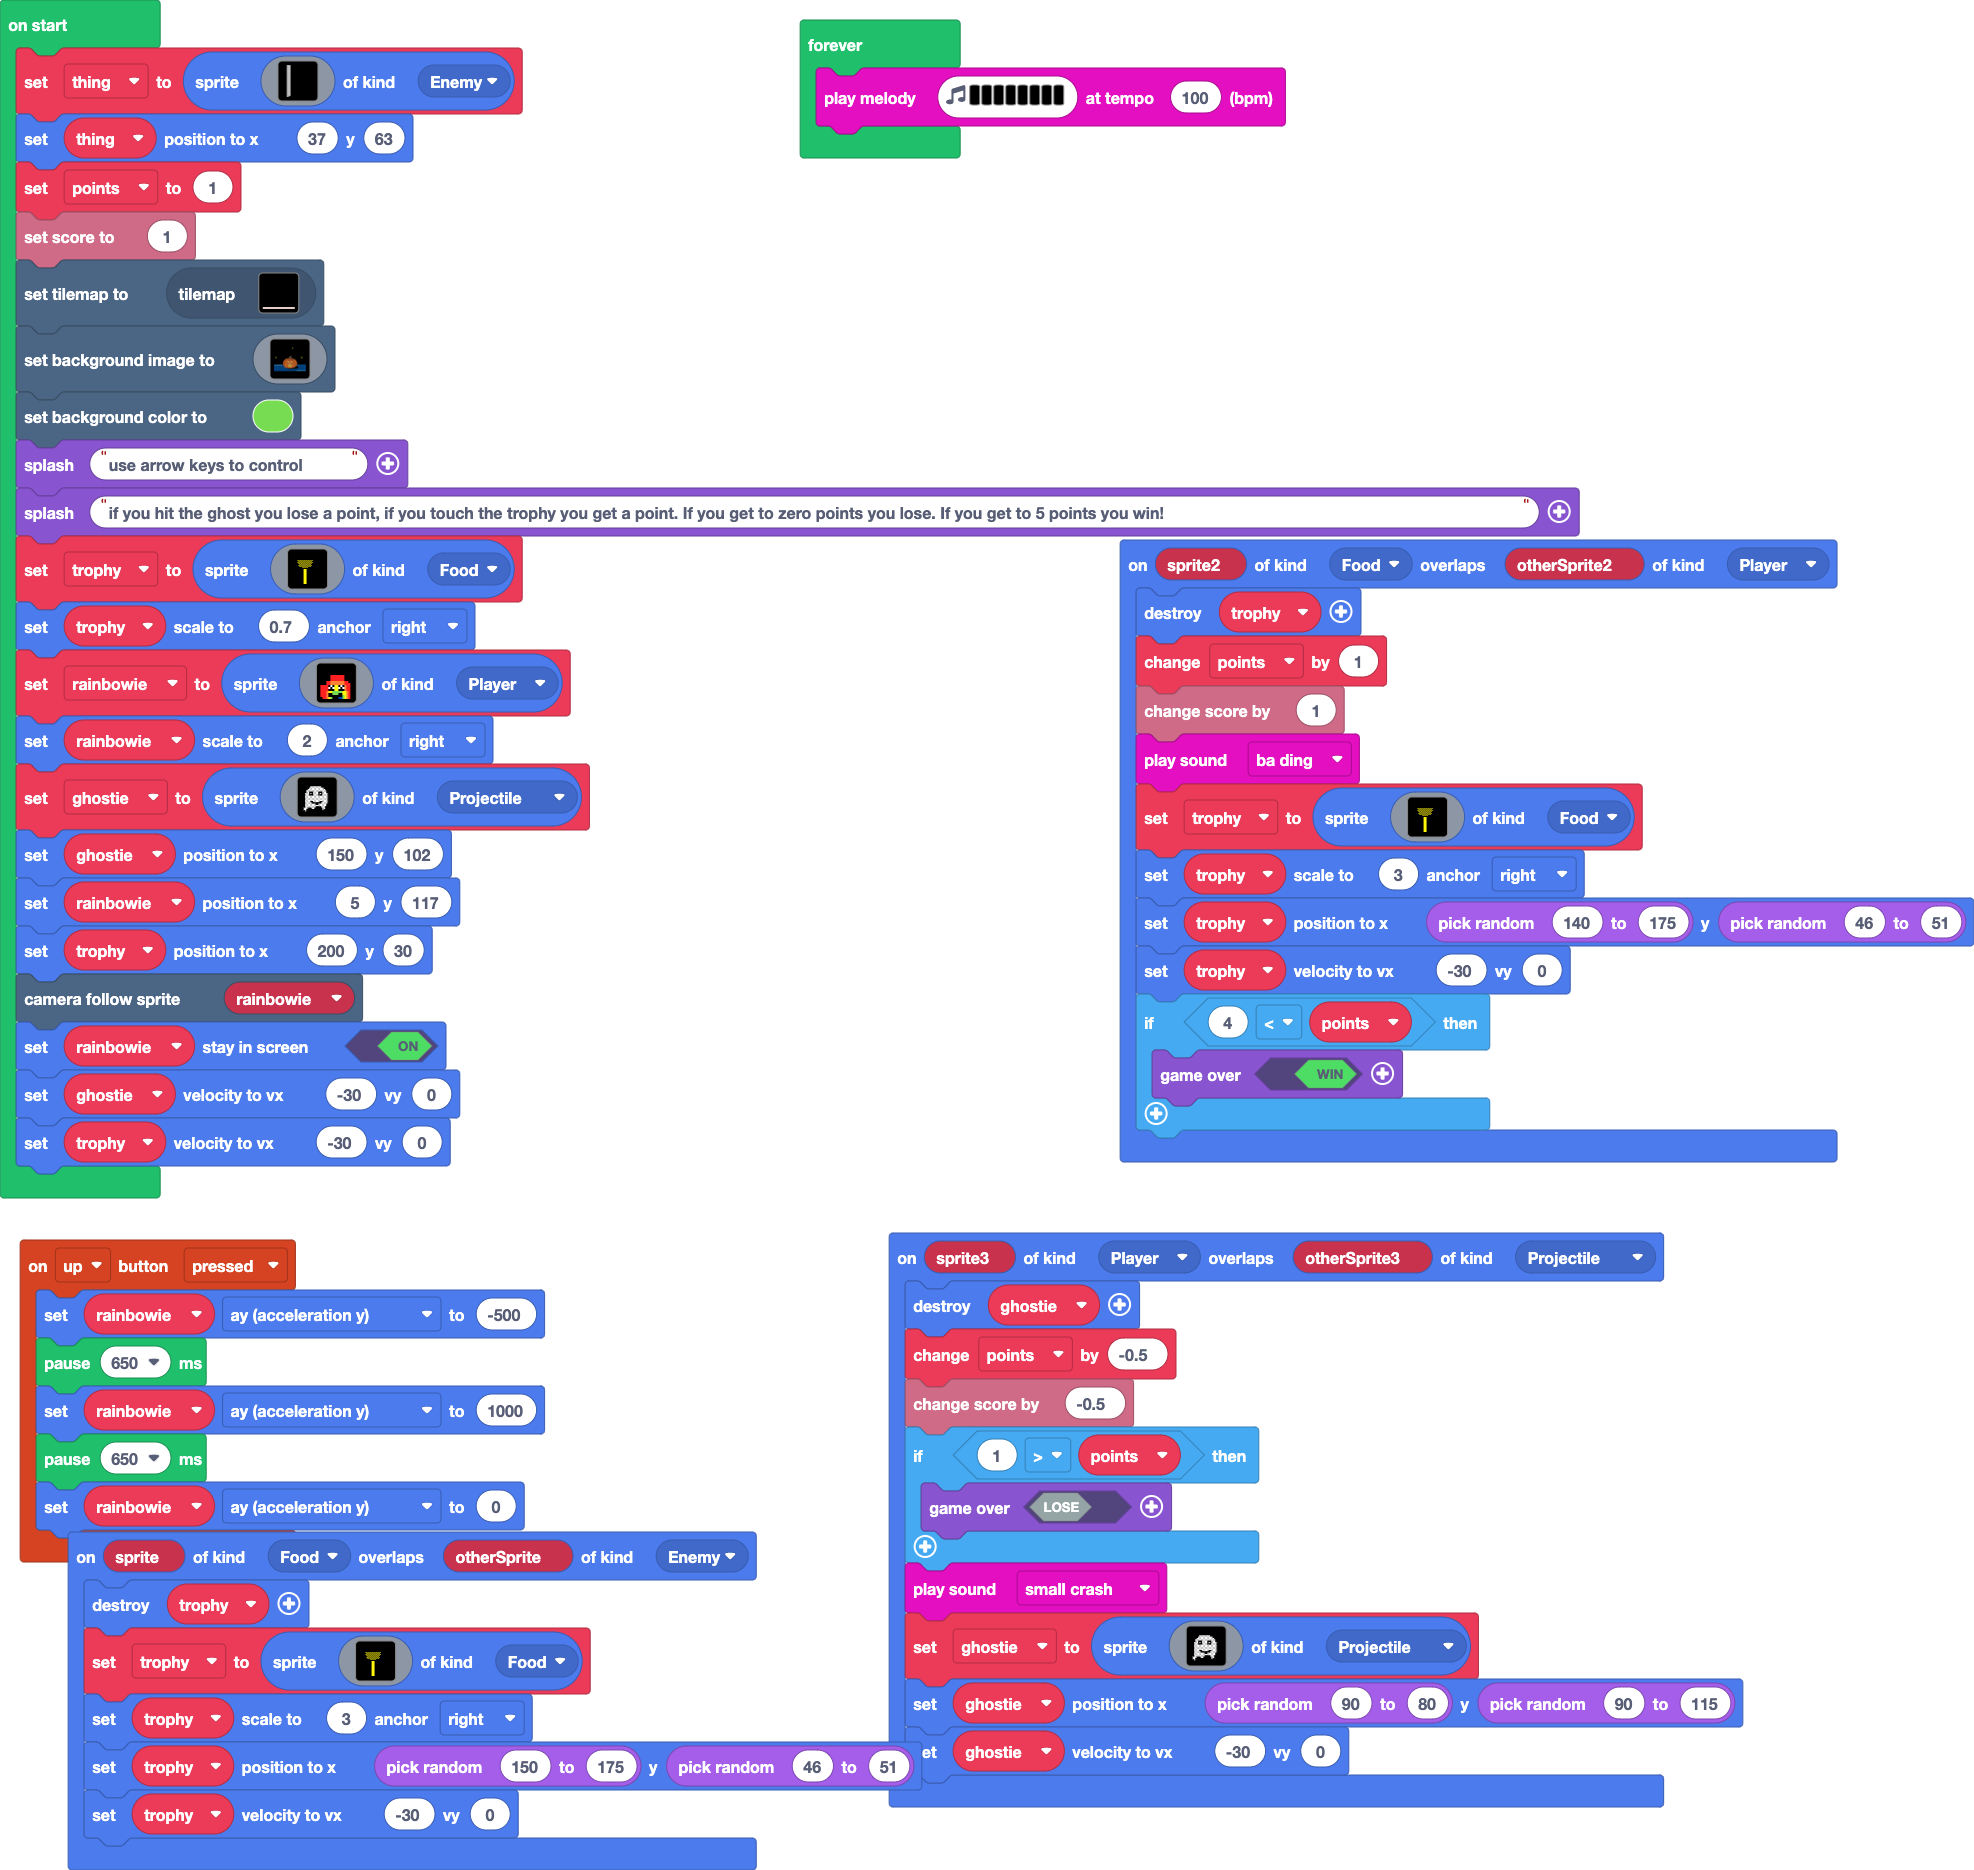 on start
set thing to sprite of kind Enemy
set thing position to x 37 y 63
set points to 1
set score to 1
set tilemap to tilemap
set background image to
set background color to
splash "use arrow keys to control"
splash "if you hit the ghost you lose a point, if you touch the trophy you get a point. If you get to zero points you lose. If you get to 5 points you win!"
set trophy to sprite of kind Food
set trophy scale to 0.7 anchor right
set rainbowie to sprite of kind Player
set rainbowie scale to 2 anchor right
set ghostie to sprite of kind Projectile
set ghostie position to x 150 y 102
set rainbowie position to x 5 y 117
set trophy position to x 200 y 30
camera follow sprite rainbowie
set rainbowie stay in screen ON
set ghostie velocity to vx -30 vy 0
set trophy velocity to vx -30 vy 0
forever
play melody at tempo 100 (bpm)
on sprite2 of kind Food overlaps otherSprite2 of kind Player
destroy trophy
change points by 1
change score by 1
play sound ba ding
set trophy to sprite of kind Food
set trophy scale to 3 anchor right
set trophy position to x pick random 140 to 175 y pick random 46 to 51
set trophy velocity to vx -30 vy 0
if 4 < points then
game over WIN
on up button pressed
set rainbowie ay (acceleration y) to -500
pause 650 ms
set rainbowie ay (acceleration y) to 1000
pause 650 ms
set rainbowie ay (acceleration y) to 0
on sprite of kind Food overlaps otherSprite of kind Enemy
destroy trophy
set trophy to sprite of kind Food
set trophy scale to 3 anchor right
set trophy position to x pick random 150 to 175 y pick random 46 to 51
set trophy velocity to vx -30 vy 0
on sprite3 of kind Player overlaps otherSprite3 of kind Projectile
destroy ghostie
change points by -0.5
change score by -0.5
if 1 > points then
game over LOSE
play sound small crash
set ghostie to sprite of kind Projectile
set ghostie position to x pick random 90 to 80 y pick random 90 to 115
et ghostie velocity to vx -30 vy 0